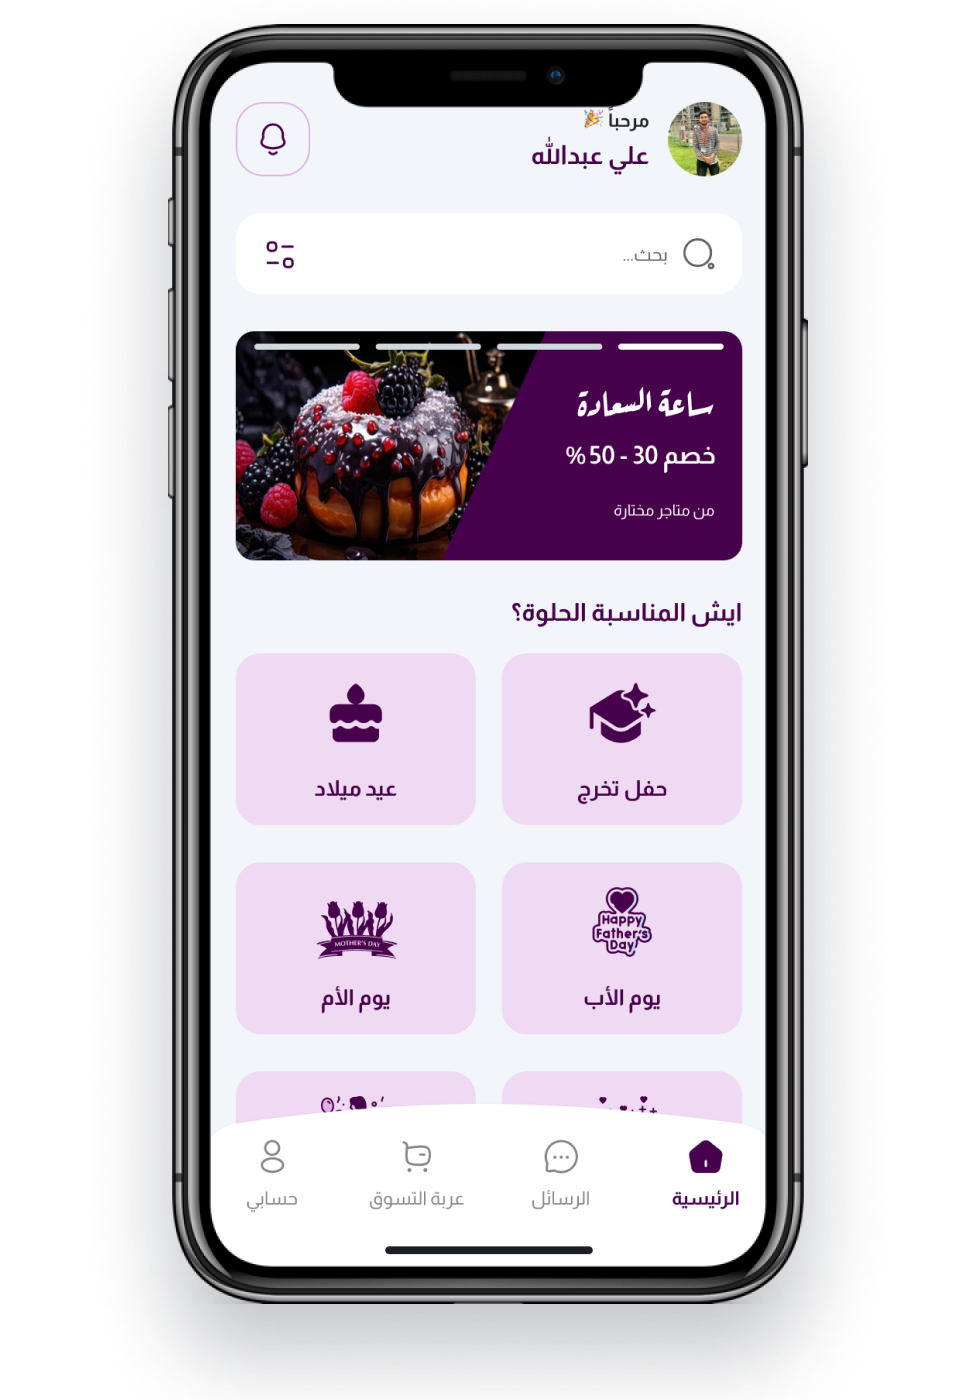 مرحباً 🎉
علي عبدالله
بحث...
ساعة السعادة
خصم 30 - 50 %
من متاجر مختارة
ايش المناسبة الحلوة؟
حفل تخرج
عيد ميلاد
Happy
Father's
Day
يوم الأب
MOTHER'S DAY
يوم الأم
الرئيسية
الرسائل
عربة التسوق
حسابي